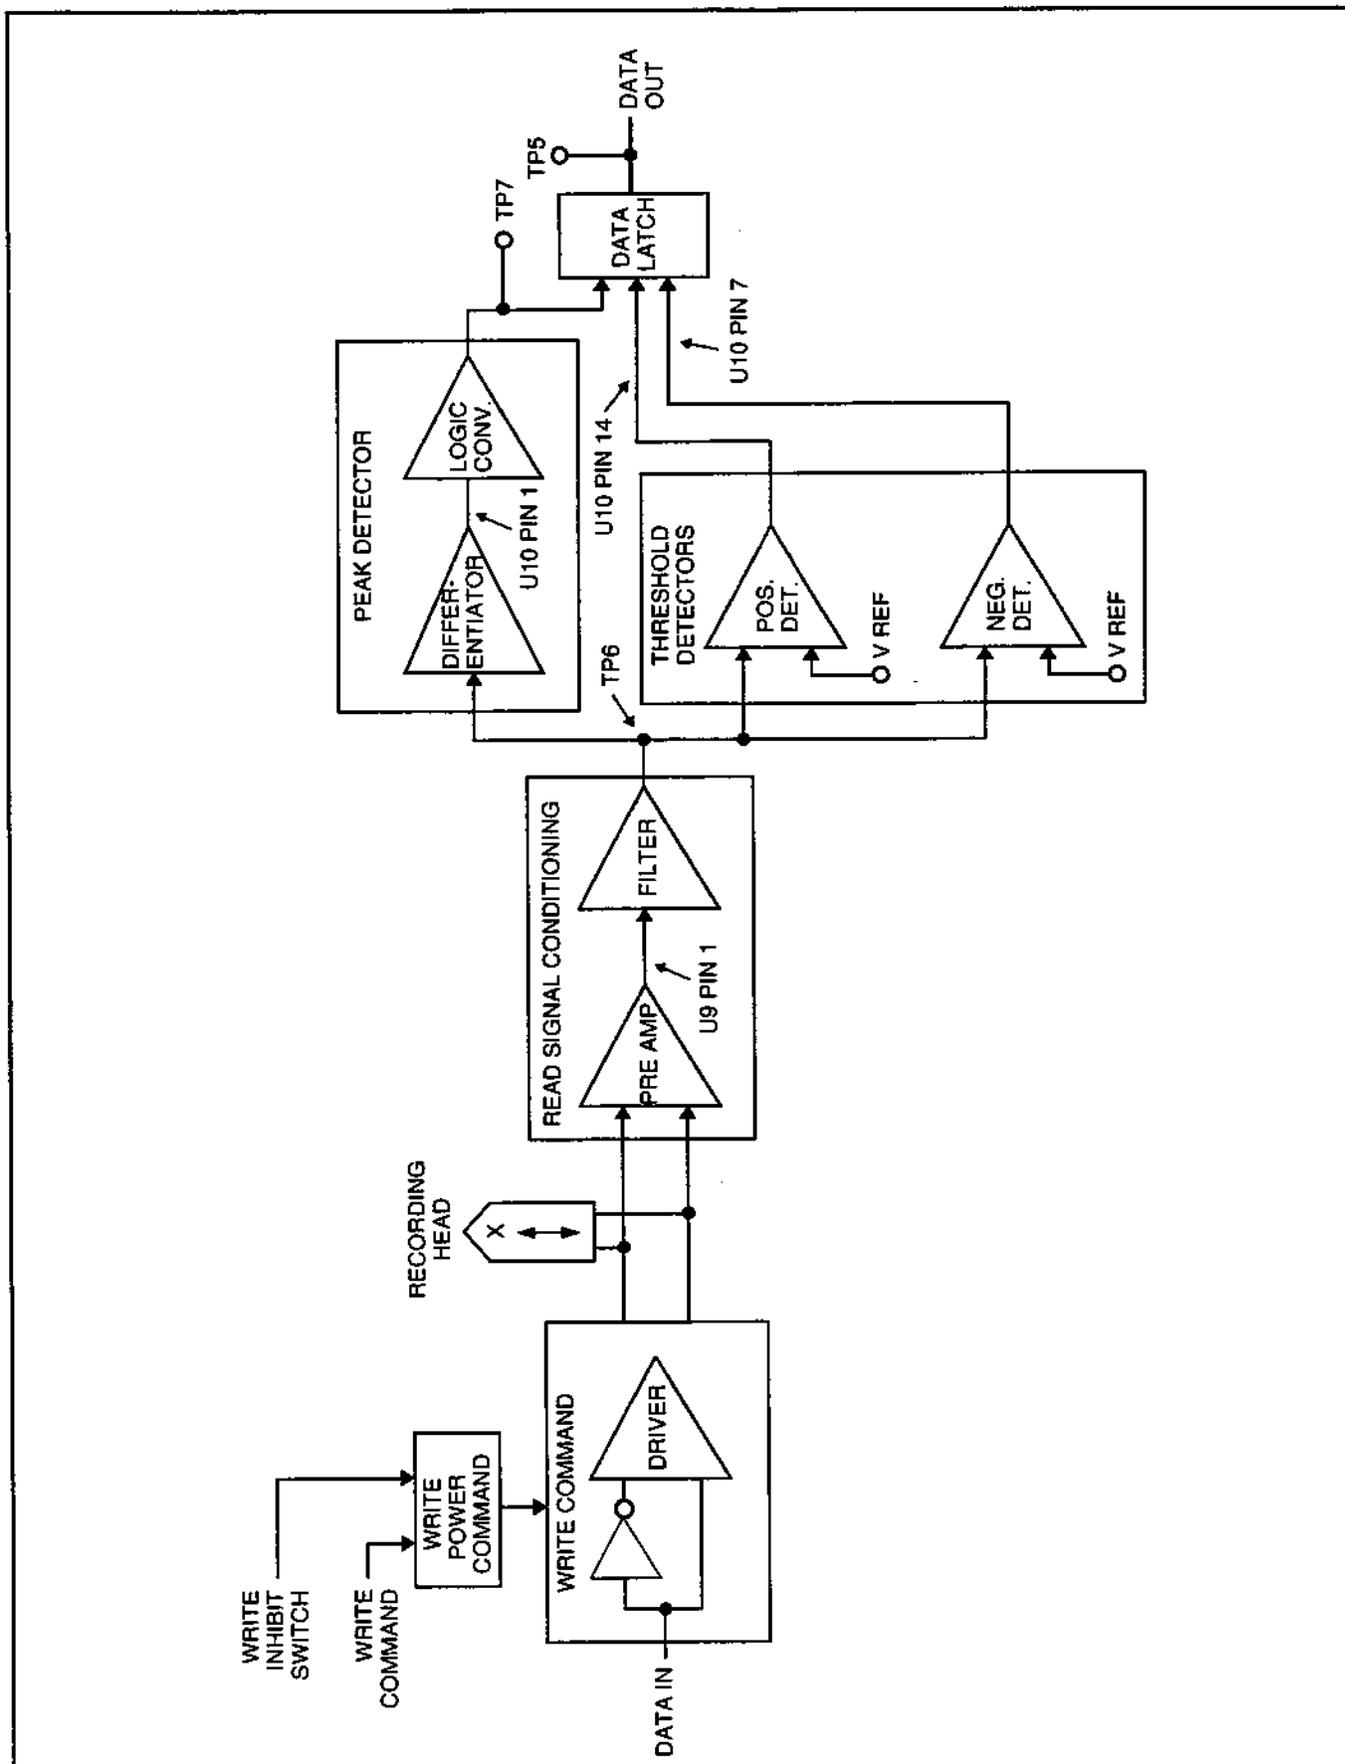 WRITE
INHIBIT
SWITCH
WRITE
COMMAND
WRITE
POWER
COMMAND
WRITE COMMAND
DRIVER
DATA IN
RECORDING
HEAD
X
READ SIGNAL CONDITIONING
PRE AMP
U9 PIN 1
FILTER
TP6
PEAK DETECTOR
DIFFER-
ENTIATOR
U10 PIN 1
LOGIC
CONV.
TP7
THRESHOLD
DETECTORS
POS.
DET.
V REF
NEG.
DET.
V REF
U10 PIN 14
U10 PIN 7
DATA
LATCH
TP5
DATA
OUT